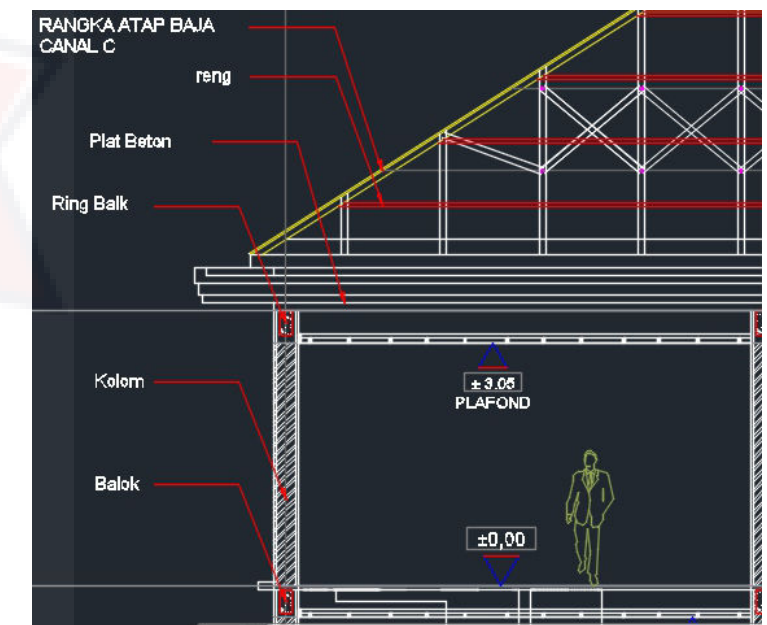 RANGKA ATAP BAJA
CANAL C
reng
Plat Beton
Ring Balk
Kolom
± 3.05
PLAFOND
Balok
±0,00